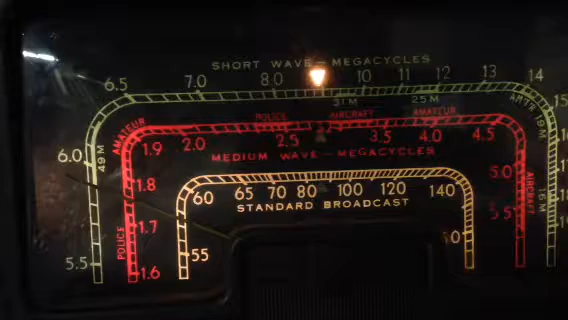 SHORT WAVE – MEGACYCLES
6.5 7.0 8.0 10 11 12 13 14
31 M 25 M
15
19 M
6.0
49 M
16 M
5.5
POLICE AIRCRAFT AMATEUR
AMATEUR
1.9 2.0 2.5 3.5 4.0 4.5
MEDIUM WAVE – MEGACYCLES
1.8 5.0
AIRCRAFT
1.7
POLICE
1.6
60 65 70 80 100 120 140
STANDARD BROADCAST
55